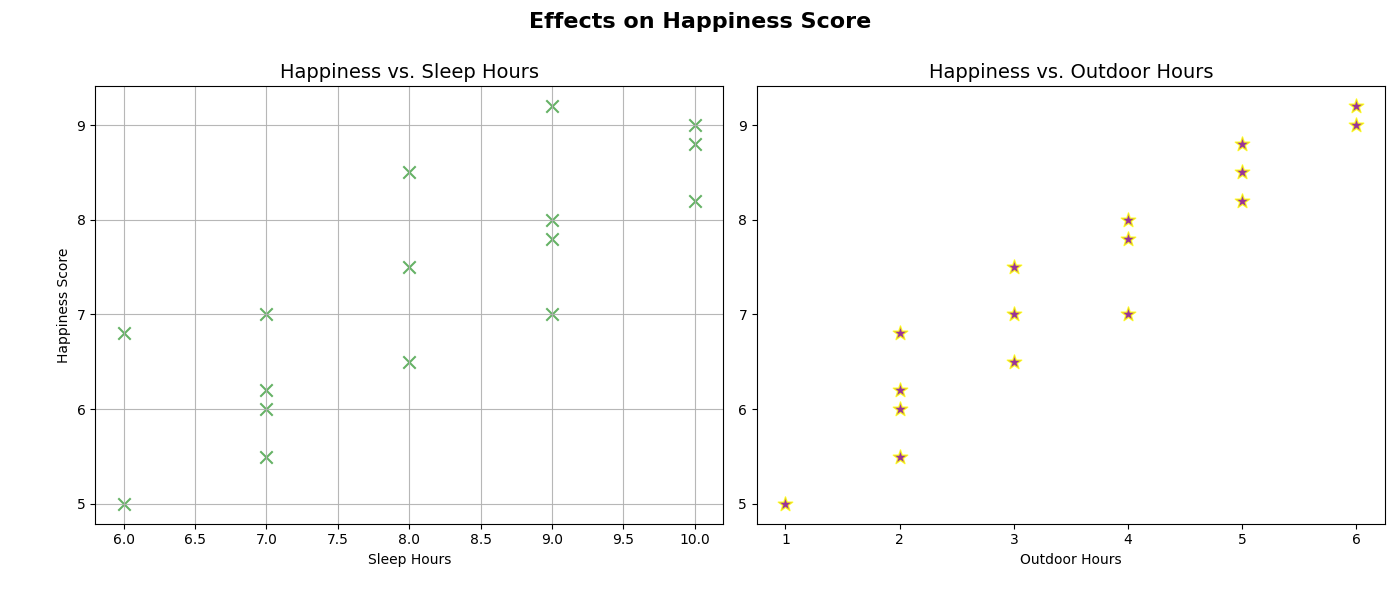 Effects on Happiness Score
Happiness vs. Sleep Hours
Happiness Score
9
8
7
6
5
6.0 6.5 7.0 7.5 8.0 8.5 9.0 9.5 10.0
Sleep Hours
Happiness vs. Outdoor Hours
9
8
7
6
5
1 2 3 4 5 6
Outdoor Hours